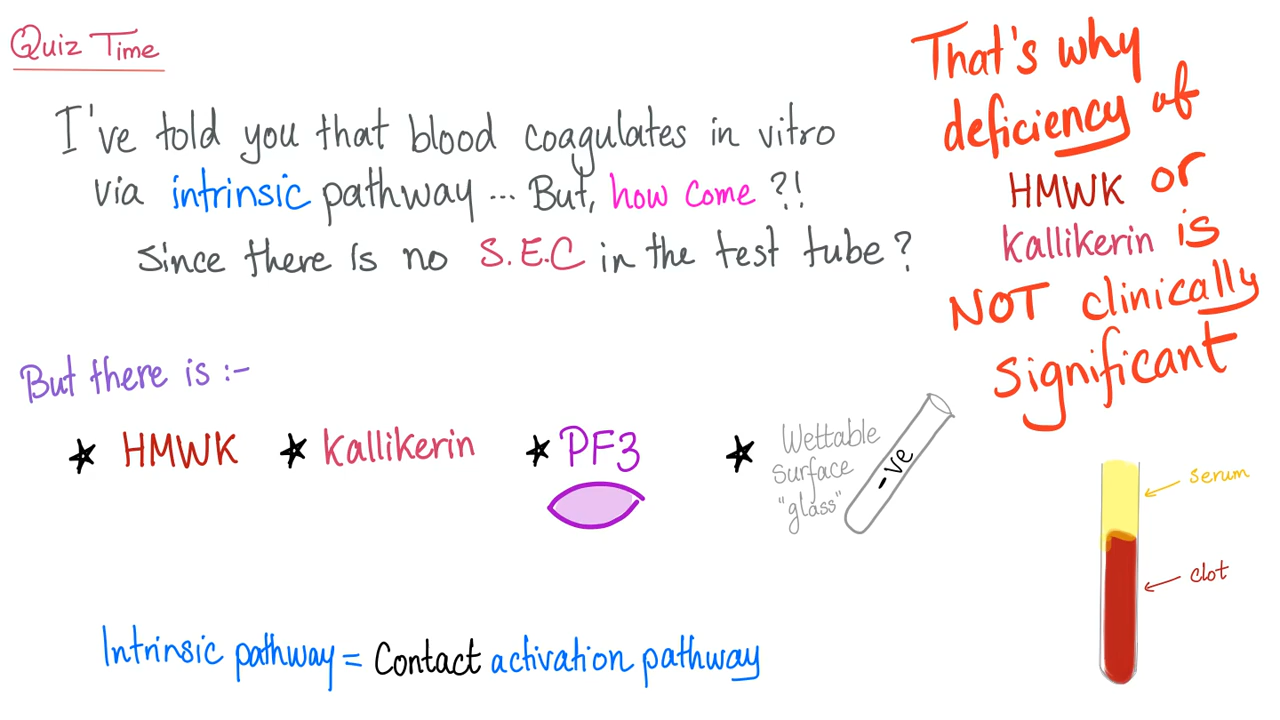 Quiz Time
I've told you that blood coagulates in vitro
via intrinsic pathway ... But, how come ?!
Since there is no S.E.C in the test tube?
That's why
deficiency of
HMWK or
Kallikerin is
NOT clinically
significant
But there is :-
★ HMWK ★ Kallikerin ★ PF3 ★ Wettable
Surface
"glass"
-ve
serum
clot
Intrinsic pathway = Contact activation pathway